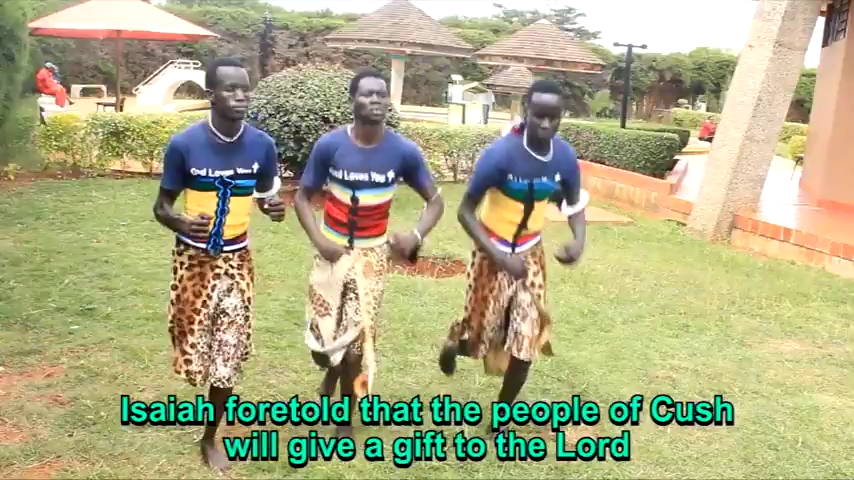 God Loves You
God Loves You
Isaiah foretold that the people of Cush
will give a gift to the Lord